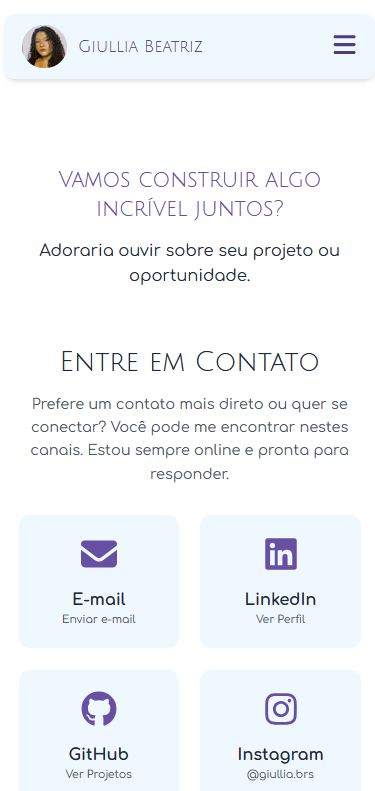 Giullia Beatriz
Vamos construir algo
incrível juntos?
Adoraria ouvir sobre seu projeto ou
oportunidade.
Entre em Contato
Prefere um contato mais direto ou quer se
conectar? Você pode me encontrar nestes
canais. Estou sempre online e pronta para
responder.
E-mail
Enviar e-mail
LinkedIn
Ver Perfil
GitHub
Ver Projetos
Instagram
@giullia.brs